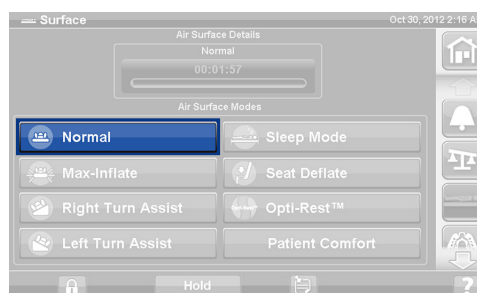 Surface
Oct 30, 2012 2:16 A
Air Surface Details
Normal
00:01:57
Air Surface Modes
Normal
Sleep Mode
Max-Inflate
Seat Deflate
Right Turn Assist
Opti-Rest™
Left Turn Assist
Patient Comfort
Hold
?